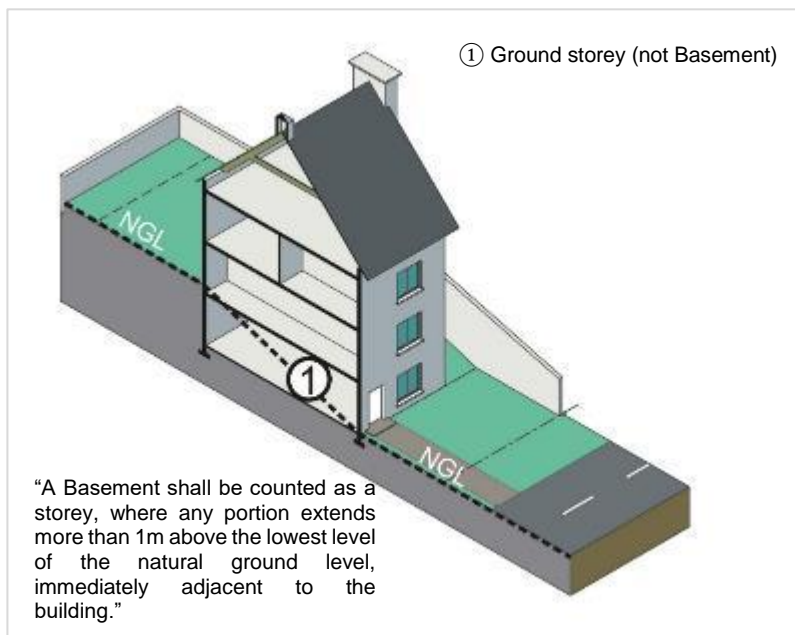 ① Ground storey (not Basement)
NGL
①
NGL
“A Basement shall be counted as a
storey, where any portion extends
more than 1m above the lowest level
of the natural ground level,
immediately adjacent to the
building.”